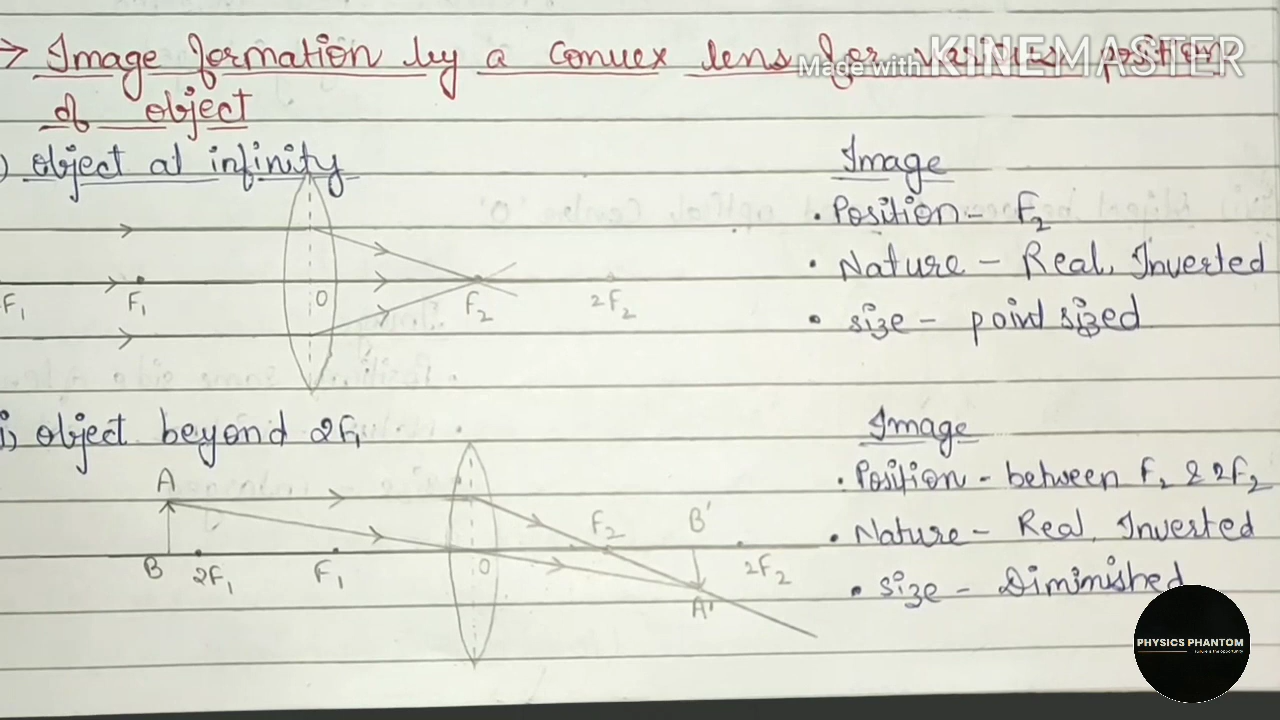 → Image formation by a convex lens for various position
Made with KINEMASTER
of object
) object at infinity
Image
• Position - F₂
• Nature - Real, Inverted
• size - point sized
F₁ F₁ O F₂ 2F₂
i) object beyond 2F₁
Image
• Position - between F₂ & 2F₂
• Nature - Real, Inverted
• size - Diminished
A
F₂ B'
B 2F₁ F₁ O 2F₂
A'
PHYSICS PHANTOM